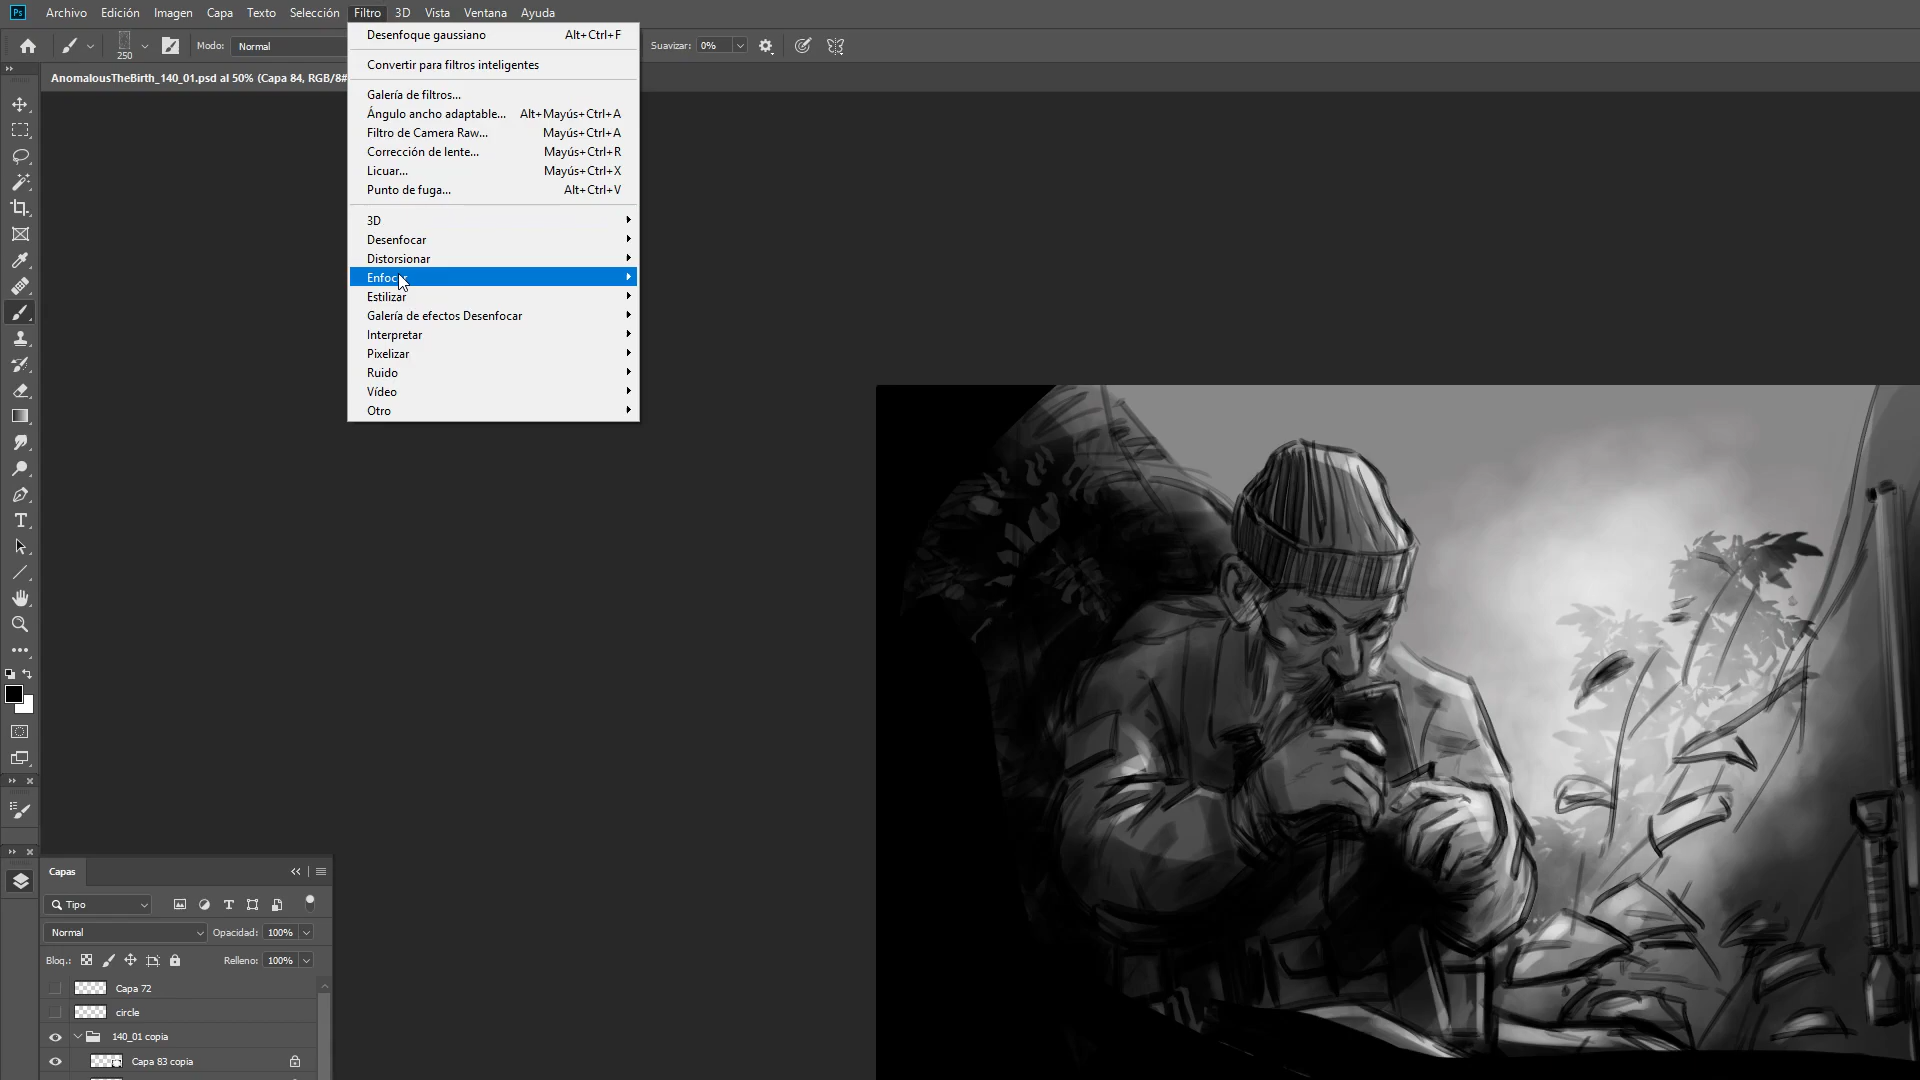 Ps Archivo Edición Imagen Capa Texto Selección Filtro 3D Vista Ventana Ayuda
250 Modo: Normal Suavizar: 0%
AnomalousTheBirth_140_01.psd al 50% (Capa 84, RGB/8#
Desenfoque gaussiano Alt+Ctrl+F
Convertir para filtros inteligentes
Galería de filtros...
Ángulo ancho adaptable... Alt+Mayús+Ctrl+A
Filtro de Camera Raw... Mayús+Ctrl+A
Corrección de lente... Mayús+Ctrl+R
Licuar... Mayús+Ctrl+X
Punto de fuga... Alt+Ctrl+V
3D
Desenfocar
Distorsionar
Enfocar
Estilizar
Galería de efectos Desenfocar
Interpretar
Pixelizar
Ruido
Vídeo
Otro
Capas
Tipo
Normal Opacidad: 100%
Bloq.: Relleno: 100%
Capa 72
circle
140_01 copia
Capa 83 copia